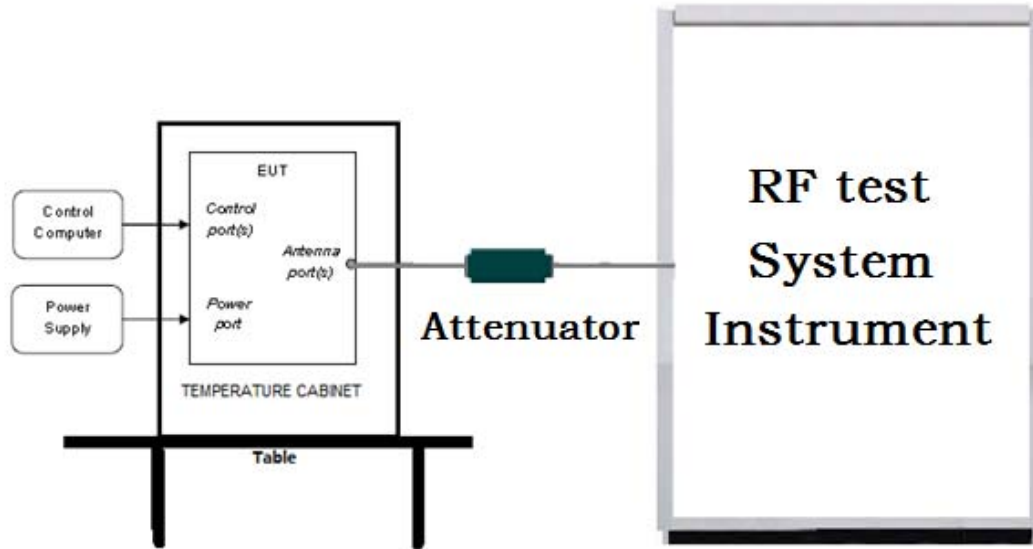 Control
Computer
Power
Supply
EUT
Control
port(s)
Antenna
port(s)
Power
port
TEMPERATURE CABINET
Table
Attenuator
RF test
System
Instrument